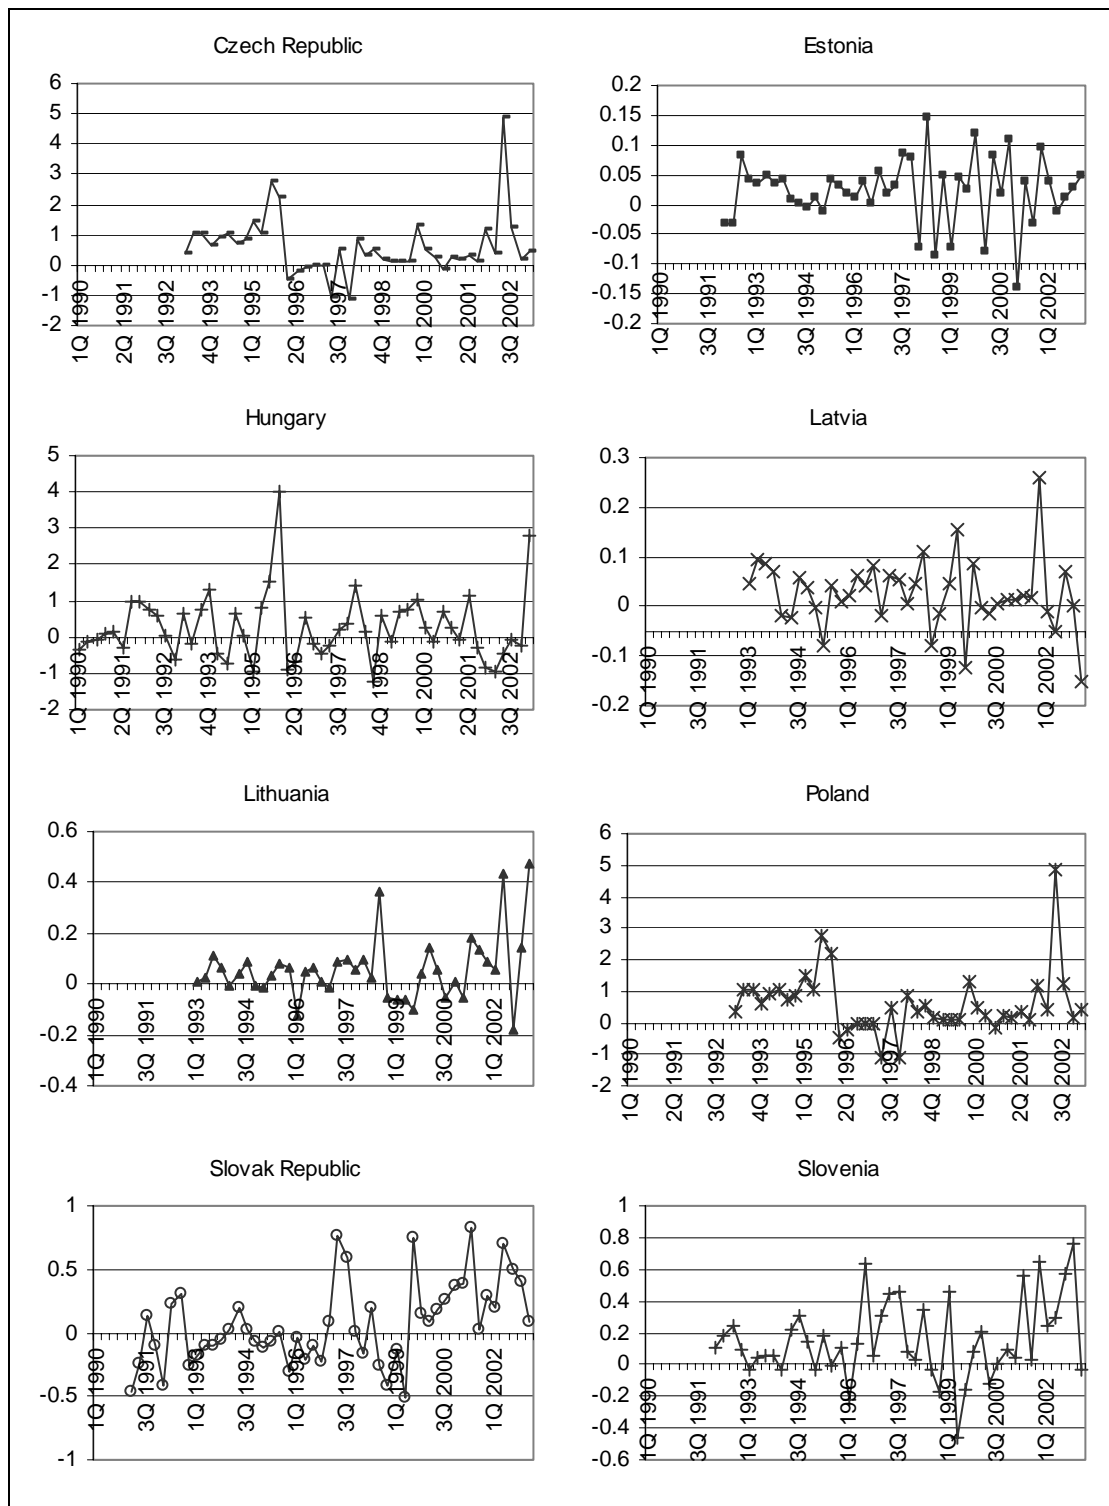 Czech Republic
6
5
4
3
2
1
0
-1
-2
1Q 1990
2Q 1991
3Q 1992
4Q 1993
1Q 1995
2Q 1996
3Q 1997
4Q 1998
1Q 2000
2Q 2001
3Q 2002
Estonia
0.2
0.15
0.1
0.05
0
-0.05
-0.1
-0.15
-0.2
1Q 1990
3Q 1991
1Q 1993
3Q 1994
1Q 1996
3Q 1997
1Q 1999
3Q 2000
1Q 2002
Hungary
5
4
3
2
1
0
-1
-2
1Q 1990
2Q 1991
3Q 1992
4Q 1993
1Q 1995
2Q 1996
3Q 1997
4Q 1998
1Q 2000
2Q 2001
3Q 2002
Latvia
0.3
0.2
0.1
0
-0.1
-0.2
1Q 1990
3Q 1991
1Q 1993
3Q 1994
1Q 1996
3Q 1997
1Q 1999
3Q 2000
1Q 2002
Lithuania
0.6
0.4
0.2
0
-0.2
-0.4
1Q 1990
3Q 1991
1Q 1993
3Q 1994
1Q 1996
3Q 1997
1Q 1999
3Q 2000
1Q 2002
Poland
6
5
4
3
2
1
0
-1
-2
1Q 1990
2Q 1991
3Q 1992
4Q 1993
1Q 1995
2Q 1996
3Q 1997
4Q 1998
1Q 2000
2Q 2001
3Q 2002
Slovak Republic
1
0.5
0
-0.5
-1
1Q 1990
3Q 1991
1Q 1993
3Q 1994
1Q 1996
3Q 1997
1Q 1999
3Q 2000
1Q 2002
Slovenia
1
0.8
0.6
0.4
0.2
0
-0.2
-0.4
-0.6
1Q 1990
3Q 1991
1Q 1993
3Q 1994
1Q 1996
3Q 1997
1Q 1999
3Q 2000
1Q 2002